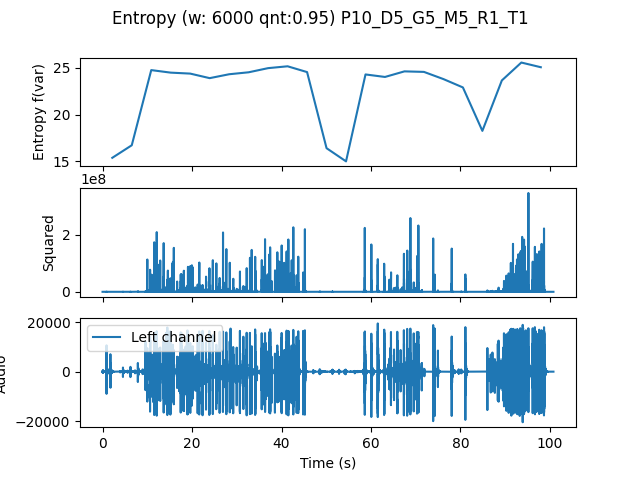 Entropy (w: 6000 qnt:0.95) P10_D5_G5_M5_R1_T1
Entropy f(var)
25
20
15
1e8
Squared
2
0
Audio
20000
0
−20000
Left channel
0 20 40 60 80 100
Time (s)